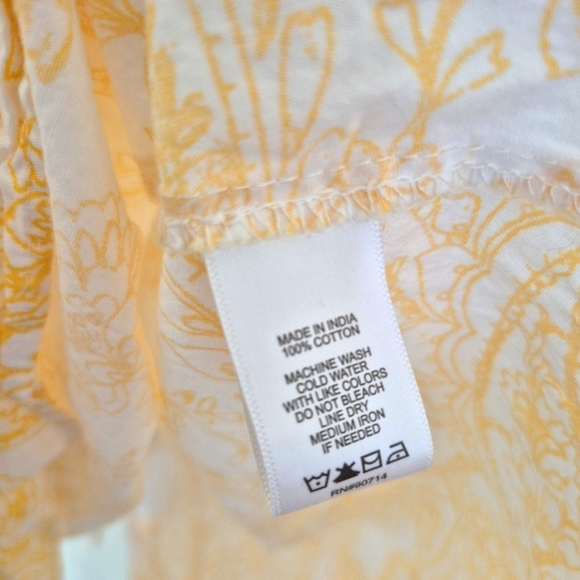 MADE IN INDIA
100% COTTON
MACHINE WASH
COLD WATER
WITH LIKE COLORS
DO NOT BLEACH
LINE DRY
MEDIUM IRON
IF NEEDED
RN#90714